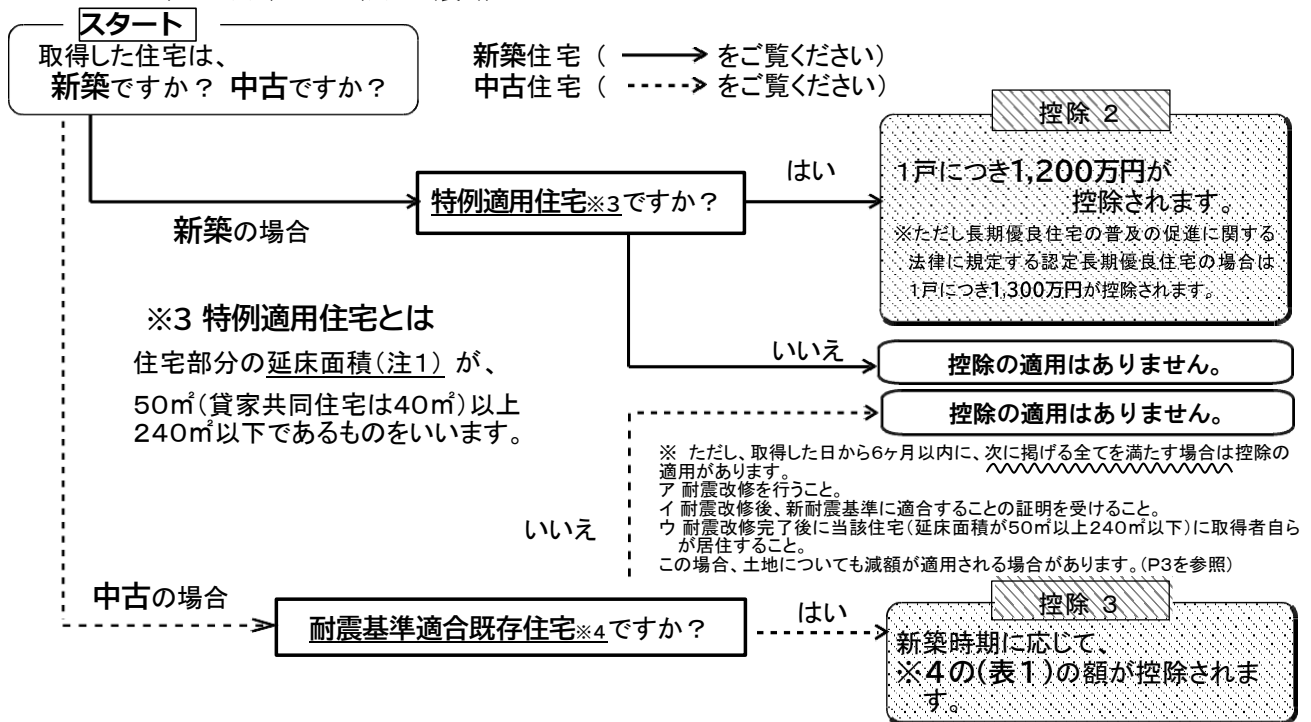 スタート
取得した住宅は、
新築ですか? 中古ですか?
新築住宅( をご覧ください)
中古住宅( をご覧ください)
控除 2
1戸につき1,200万円が
控除されます。
※ただし長期優良住宅の普及の促進に関する
法律に規定する認定長期優良住宅の場合は
1戸につき1,300万円が控除されます。
はい
特例適用住宅※3ですか?
新築の場合
※3 特例適用住宅とは
住宅部分の延床面積(注1) が、
50㎡(貸家共同住宅は40㎡)以上
240㎡以下であるものをいいます。
いいえ
控除の適用はありません。
控除の適用はありません。
※ ただし、取得した日から6ヶ月以内に、次に掲げる全てを満たす場合は控除の
適用があります。
ア 耐震改修を行うこと。
イ 耐震改修後、新耐震基準に適合することの証明を受けること。
ウ 耐震改修完了後に当該住宅(延床面積が50㎡以上240㎡以下)に取得者自ら
が居住すること。
この場合、土地についても減額が適用される場合があります。(P3を参照)
いいえ
中古の場合
耐震基準適合既存住宅※4ですか?
はい
控除 3
新築時期に応じて、
※4の(表1)の額が控除されま
す。